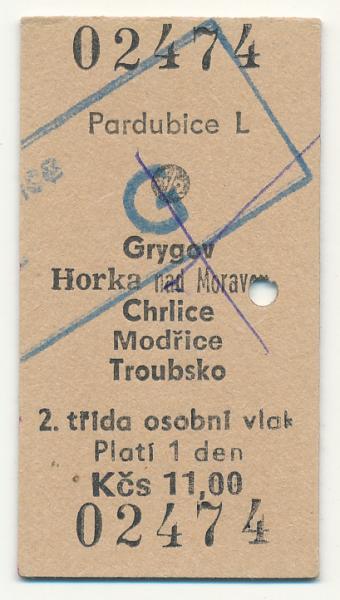 02474
Pardubice L
Grygov
Horka nad Moravou
Chrlice
Modřice
Troubsko
2. třída osobní vlak
Platí 1 den
Kčs 11,00
02474